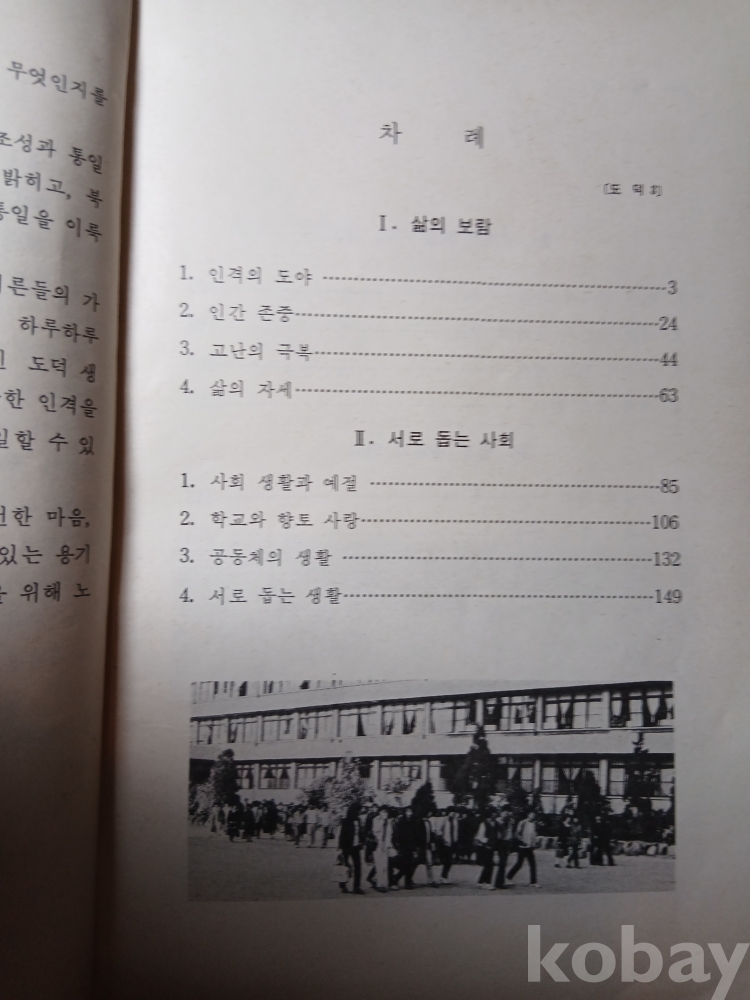 무엇인지를
조성과 통일
밝히고, 북
통일을 이룩
른들의 가
하루하루
도덕 생
한 인격을
일할 수 있
한 마음,
있는 용기
위해 노
차 례
〔도 덕 3〕
Ⅰ. 삶의 보람
1. 인격의 도야 3
2. 인간 존중 24
3. 고난의 극복 44
4. 삶의 자세 63
Ⅱ. 서로 돕는 사회
1. 사회 생활과 예절 85
2. 학교와 향토 사랑 106
3. 공동체의 생활 132
4. 서로 돕는 생활 149
kobay